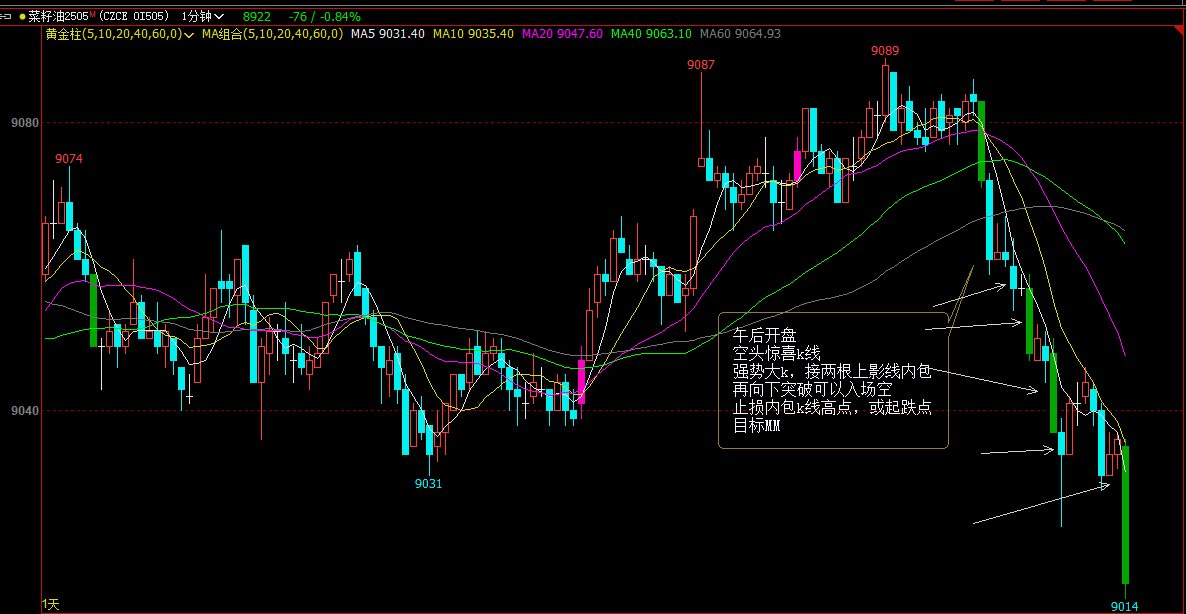 菜籽油2505M (CZCE OI505) 1分钟 8922 -76 / -0.84%
黄金柱(5,10,20,40,60,0) MA组合(5,10,20,40,60,0) MA5 9031.40 MA10 9035.40 MA20 9047.60 MA40 9063.10 MA60 9064.93
9089
9087
9080
9074
午后开盘
空头惊喜k线
强势大k，接两根上影线内包
再向下突破可以入场空
止损内包k线高点，或起跌点
目标MM
9040
9031
1天
9014